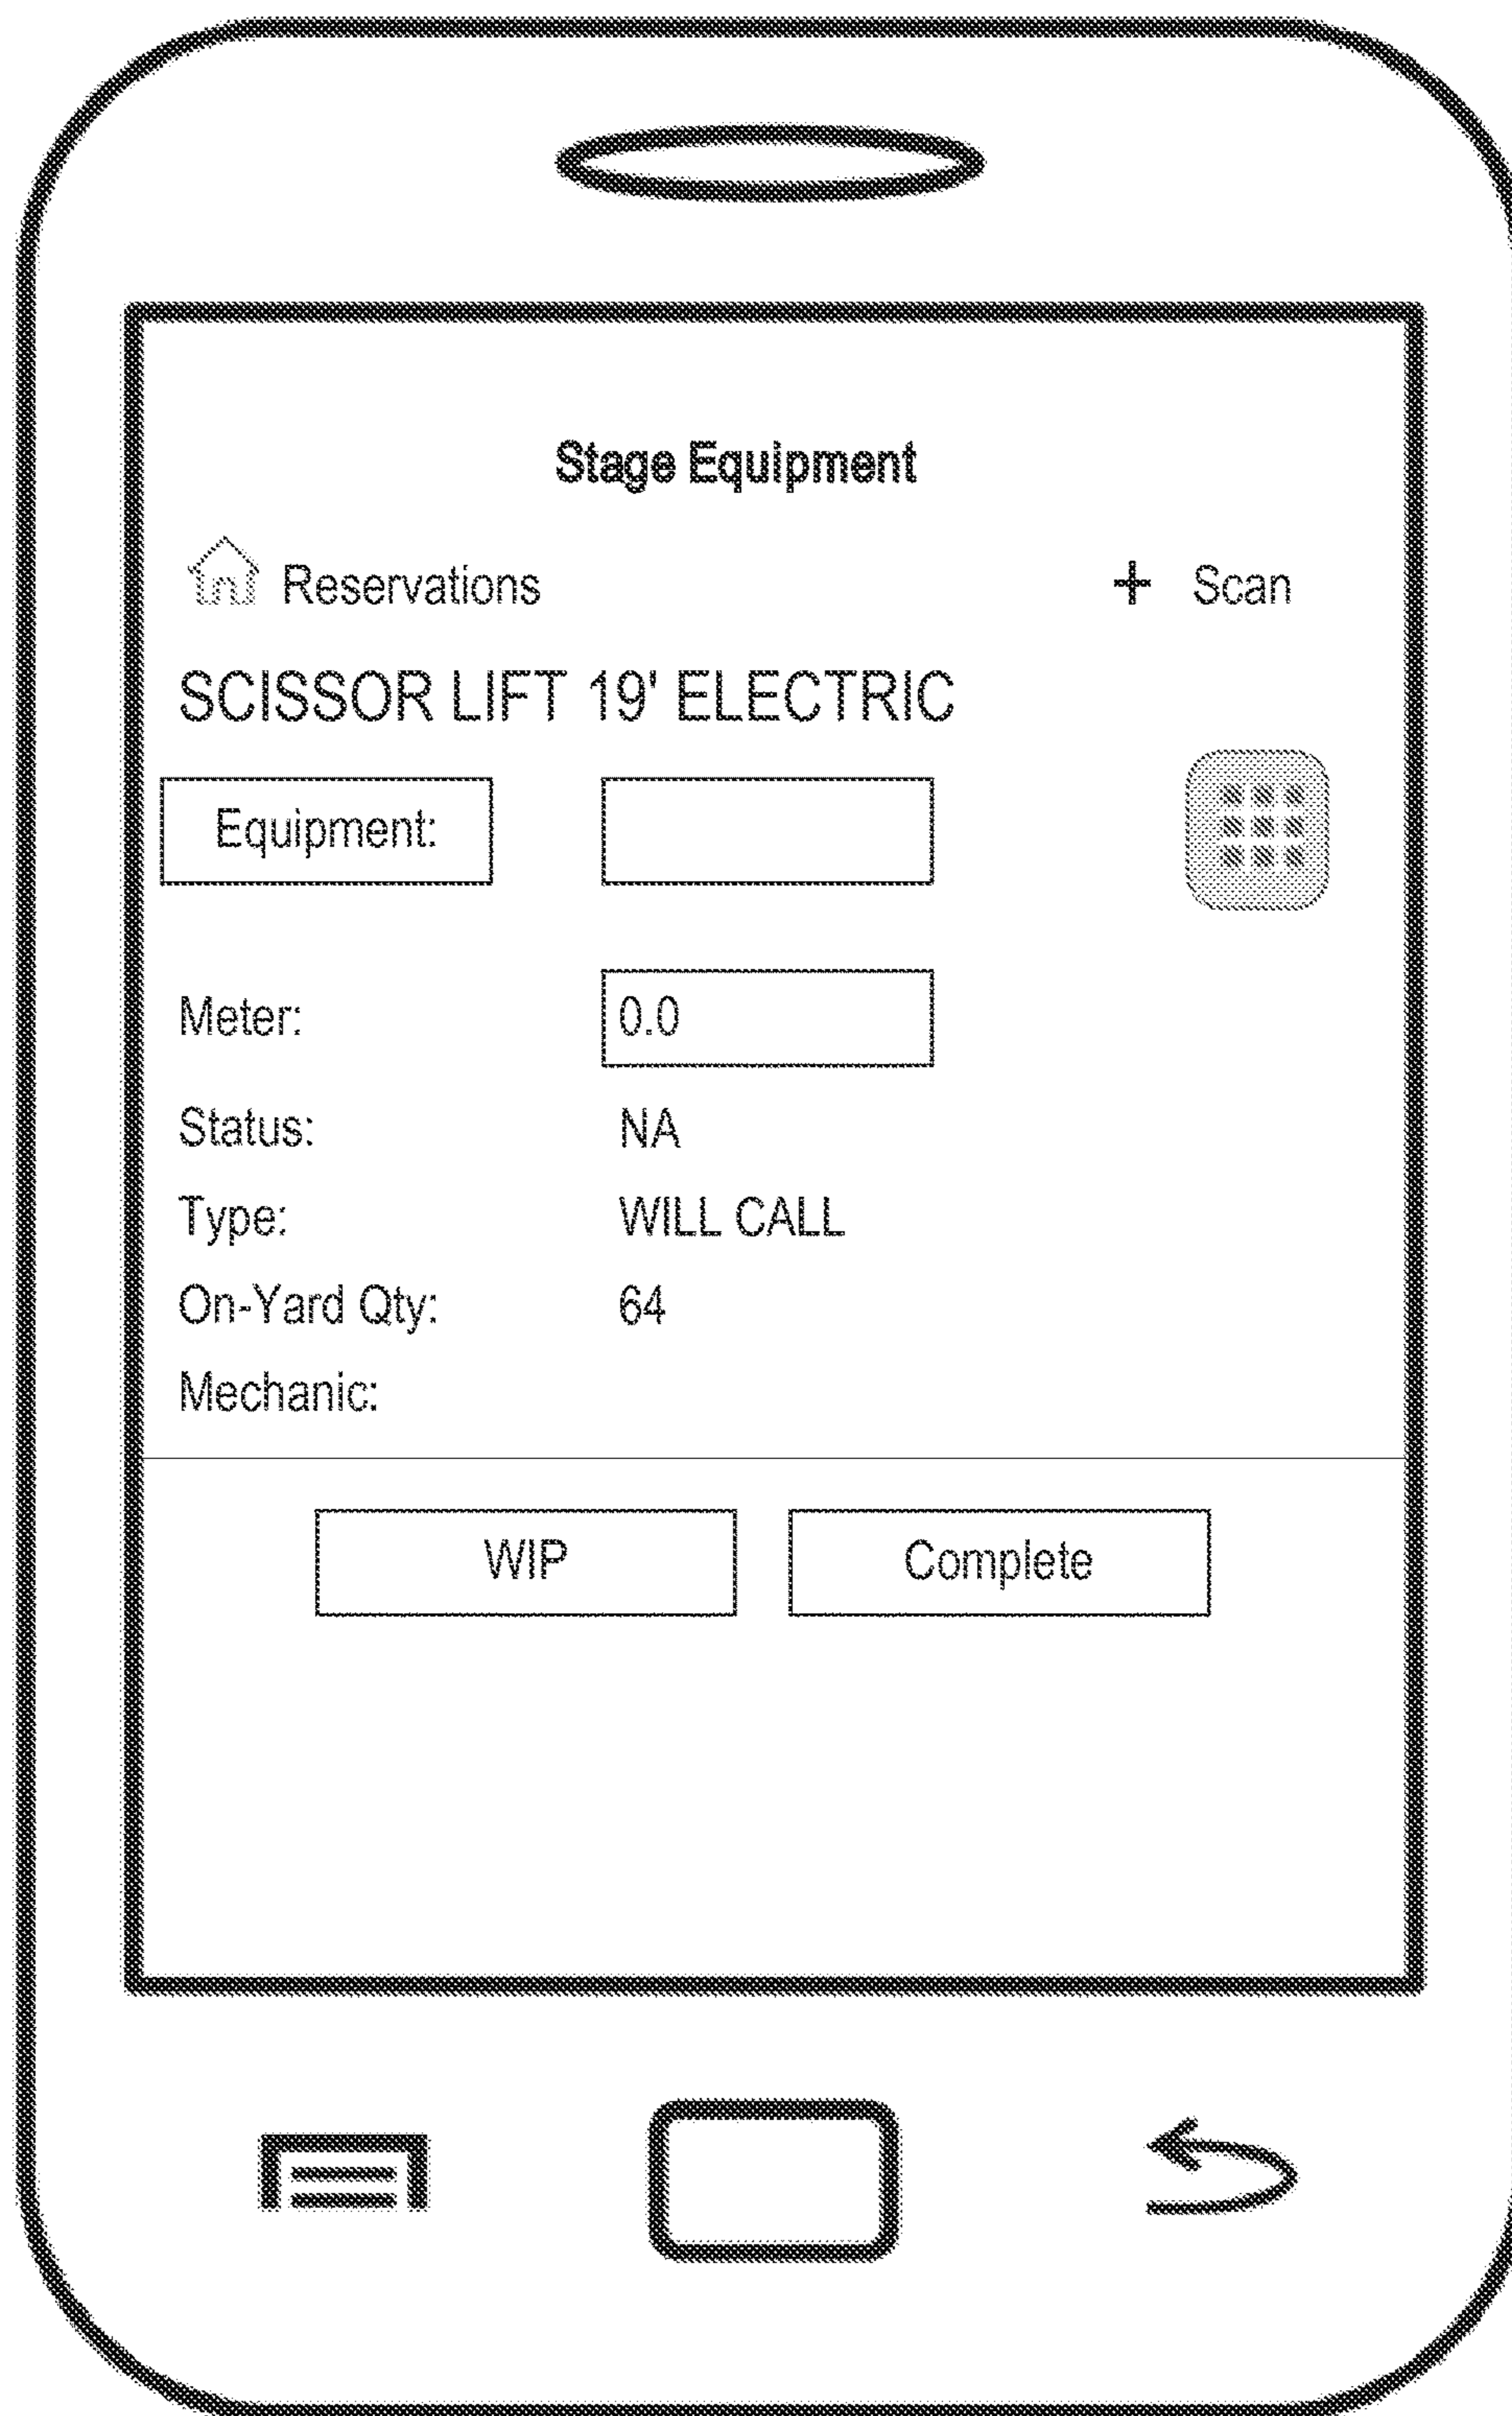 Stage Equipment
Reservations + Scan
SCISSOR LIFT 19' ELECTRIC
Equipment:
Meter: 0.0
Status: NA
Type: WILL CALL
On-Yard Qty: 64
Mechanic:
WIP Complete